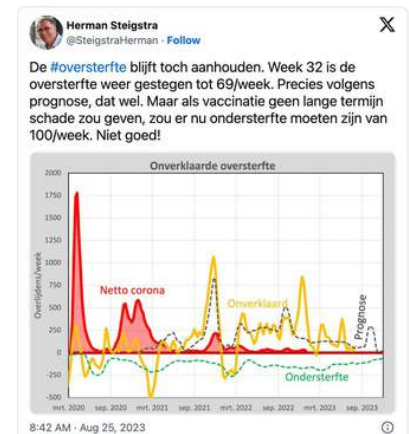 Herman Steigstra
@SteigstraHerman · Follow
De #oversterfte blijft toch aanhouden. Week 32 is de
oversterfte weer gestegen tot 69/week. Precies volgens
prognose, dat wel. Maar als vaccinatie geen lange termijn
schade zou geven, zou er nu ondersterfte moeten zijn van
100/week. Niet goed!
Onverklaarde oversterfte
Overlijdens/week
2000
1750
1500
1250
1000
750
500
250
0
-250
-500
Netto corona
Onverklaard
Prognose
Ondersterfte
mrt. 2020 sep. 2020 mrt. 2021 sep. 2021 mrt. 2022 sep. 2022 mrt. 2023 sep. 2023
8:42 AM · Aug 25, 2023